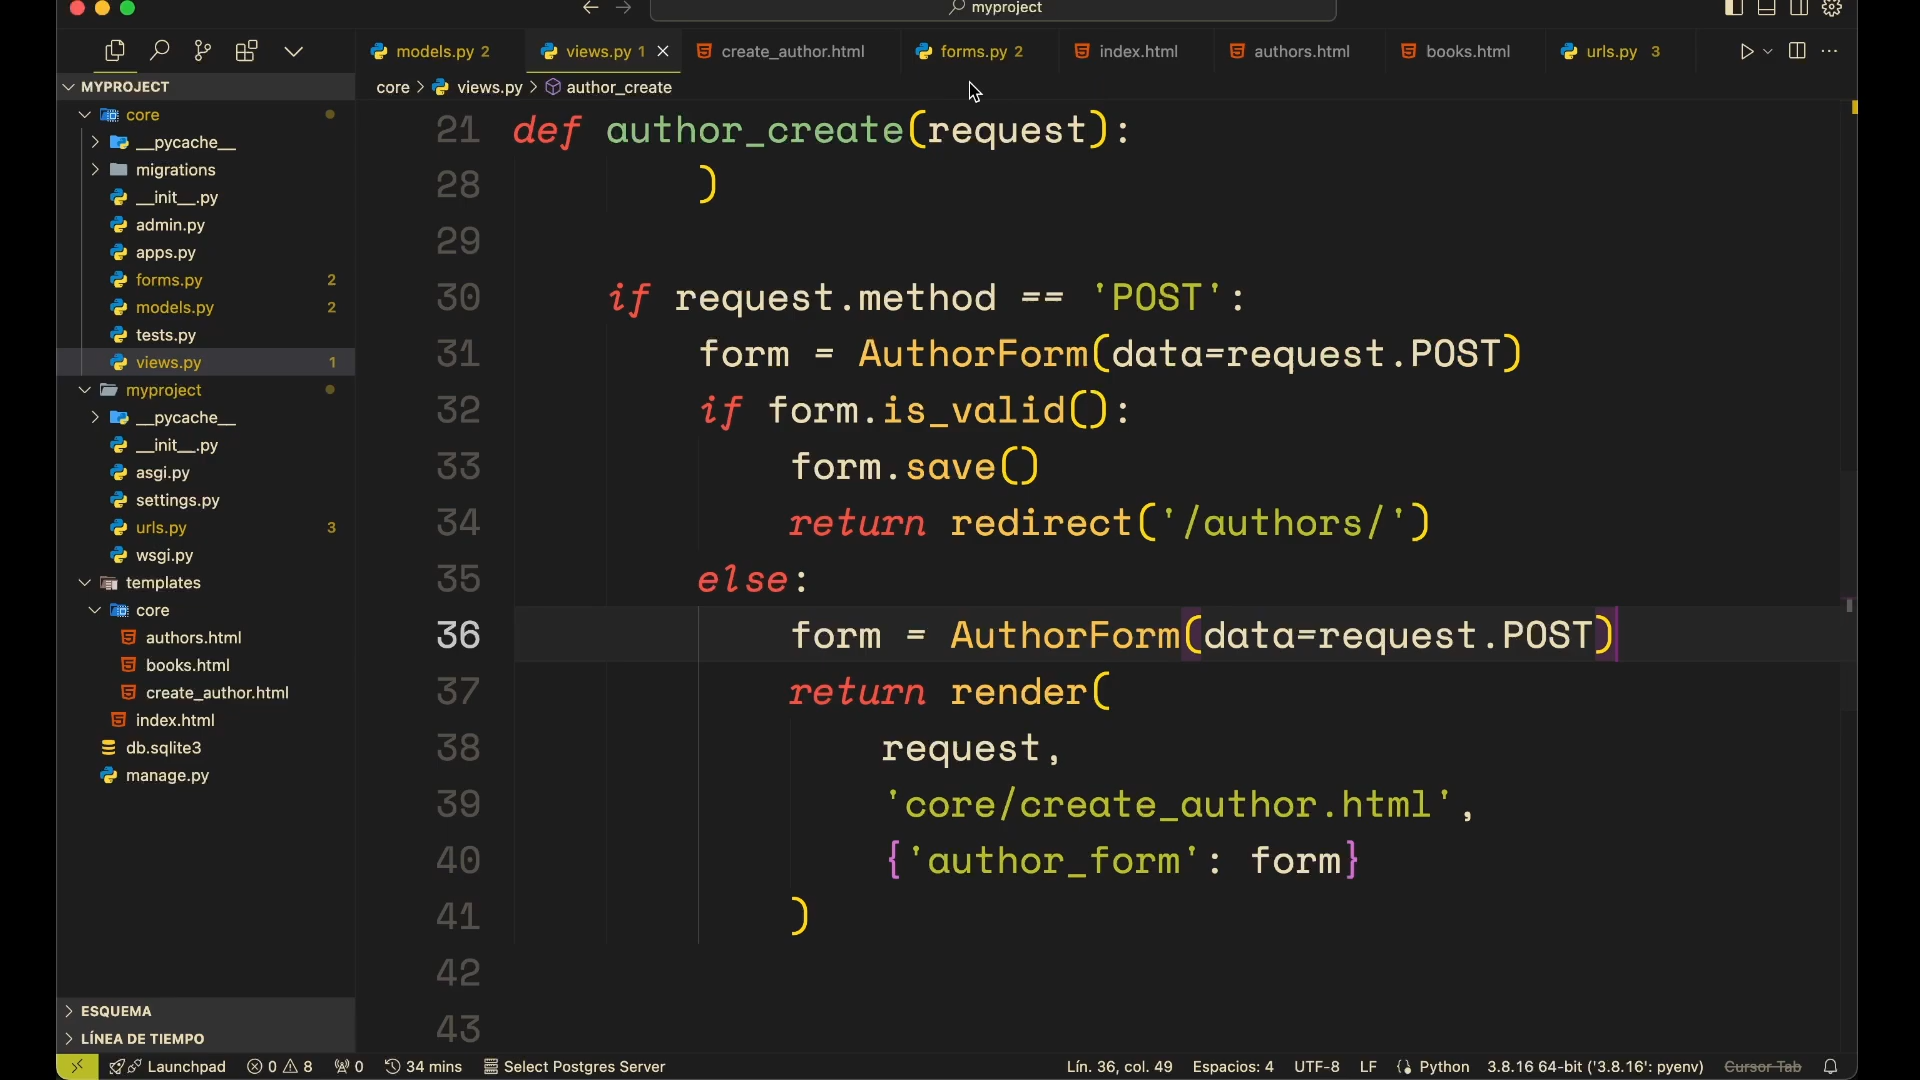 myproject
models.py 2
views.py 1
create_author.html
forms.py 2
index.html
authors.html
books.html
urls.py 3
MYPROJECT
core > views.py > author_create
core
__pycache__
migrations
__init__.py
admin.py
apps.py
forms.py 2
models.py 2
tests.py
views.py 1
myproject
__pycache__
__init__.py
asgi.py
settings.py
urls.py 3
wsgi.py
templates
core
authors.html
books.html
create_author.html
index.html
db.sqlite3
manage.py
ESQUEMA
LÍNEA DE TIEMPO
21 def author_create(request):
28 )
29
30 if request.method == 'POST':
31 form = AuthorForm(data=request.POST)
32 if form.is_valid():
33 form.save()
34 return redirect('/authors/')
35 else:
36 form = AuthorForm(data=request.POST)
37 return render(
38 request,
39 'core/create_author.html',
40 {'author_form': form}
41 )
42
43
Launchpad 0 8 0 34 mins Select Postgres Server Lín. 36, col. 49 Espacios: 4 UTF-8 LF Python 3.8.16 64-bit ('3.8.16': pyenv) Cursor Tab